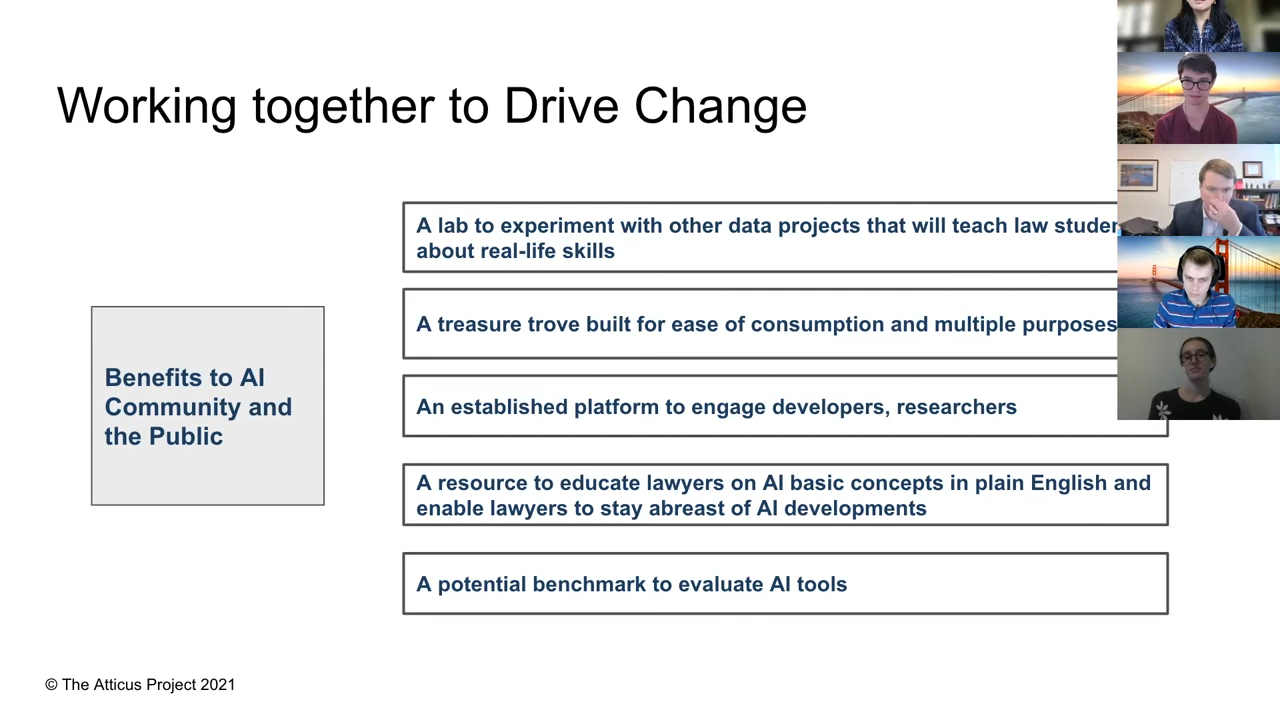 Working together to Drive Change
A lab to experiment with other data projects that will teach law
about real-life skills
A treasure trove built for ease of consumption and multiple purposes
Benefits to AI
Community and
the Public
An established platform to engage developers, researchers
A resource to educate lawyers on AI basic concepts in plain English and
enable lawyers to stay abreast of AI developments
A potential benchmark to evaluate AI tools
© The Atticus Project 2021